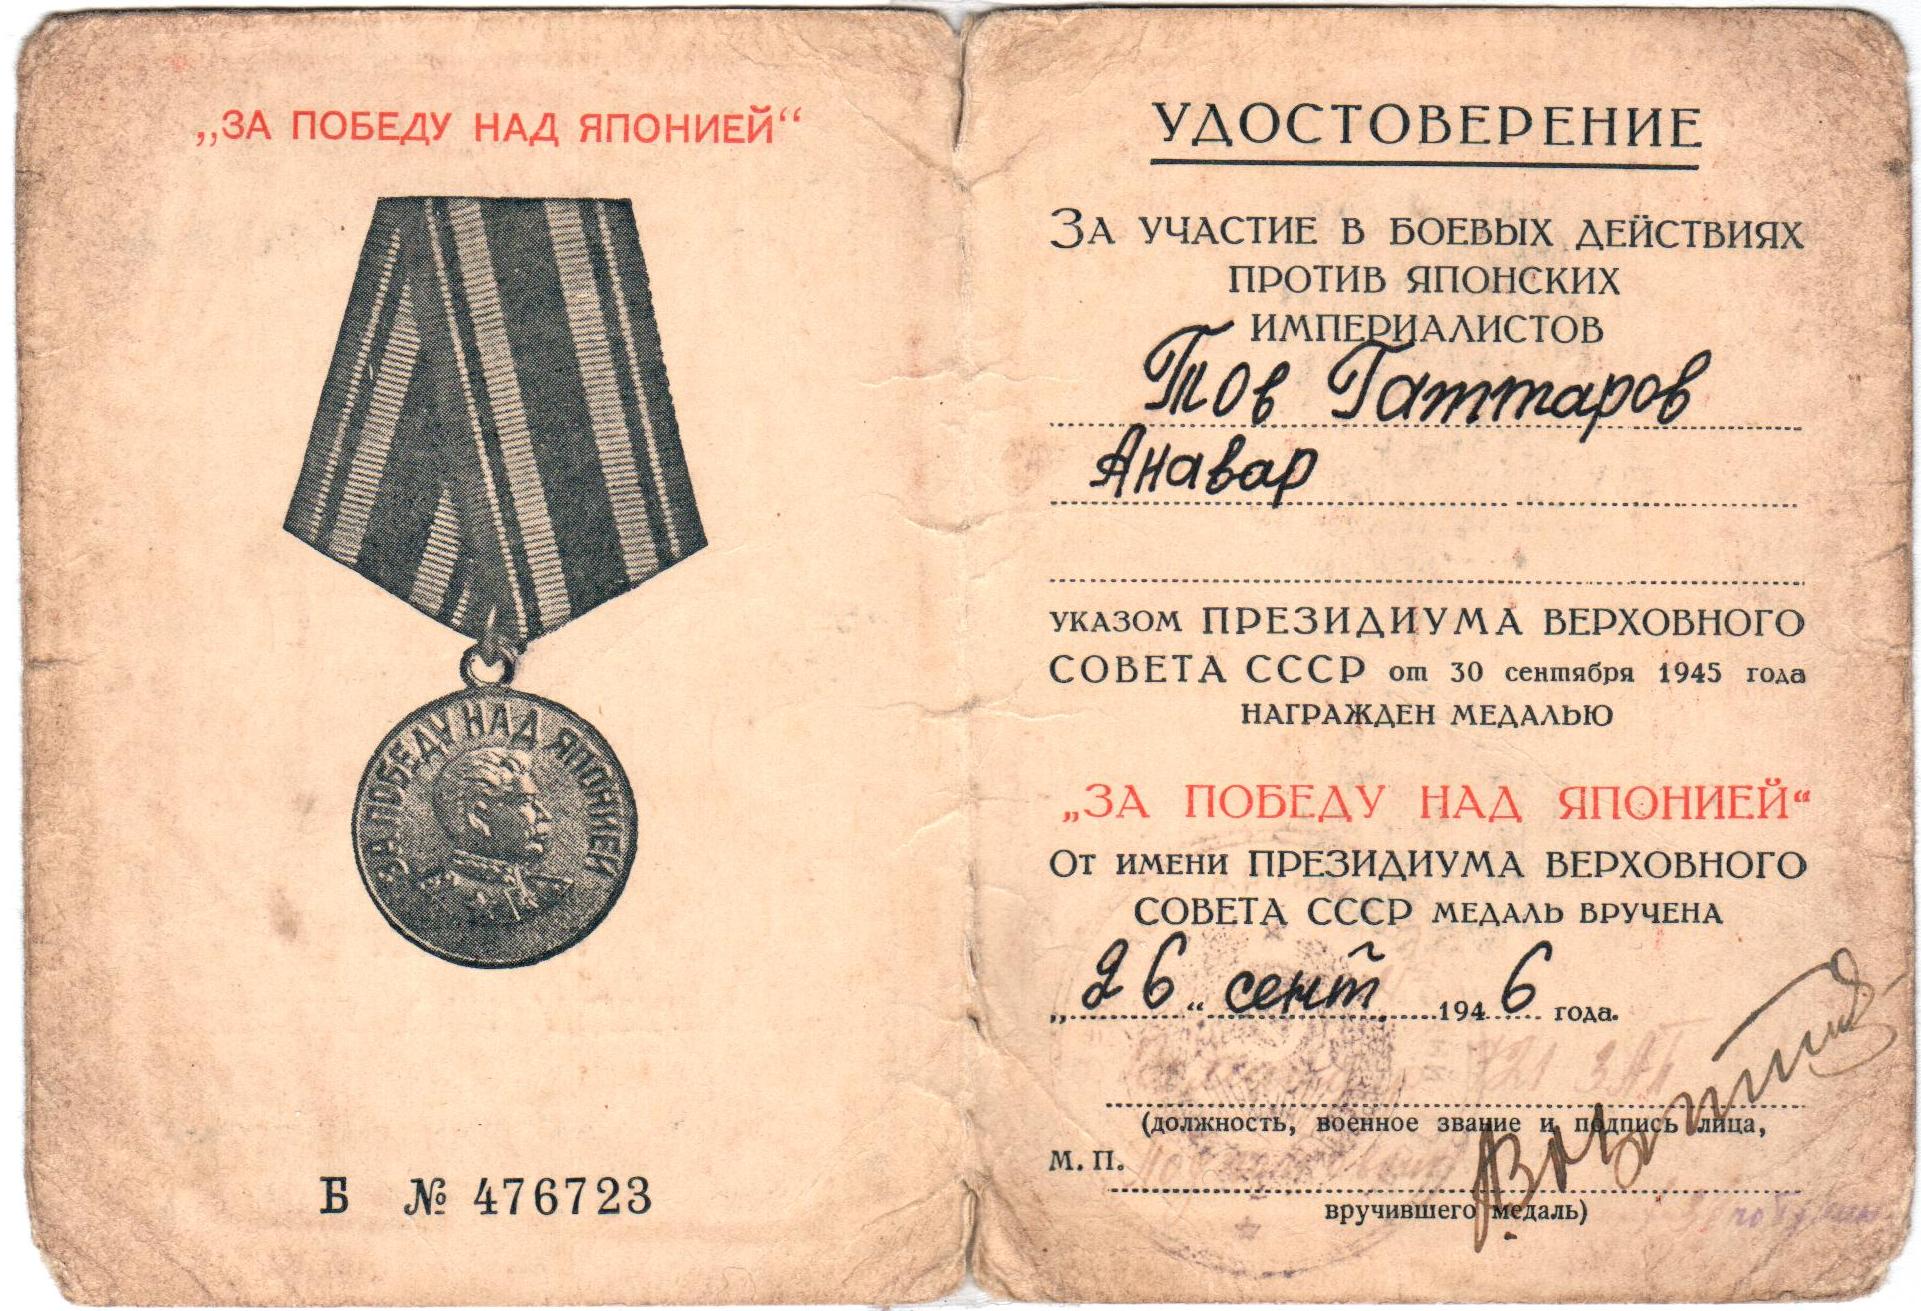 „ЗА ПОБЕДУ НАД ЯПОНИЕЙ“
ЗА ПОБЕДУ НАД ЯПОНИЕЙ
Б № 476723
УДОСТОВЕРЕНИЕ
ЗА УЧАСТИЕ В БОЕВЫХ ДЕЙСТВИЯХ
ПРОТИВ ЯПОНСКИХ
ИМПЕРИАЛИСТОВ
Тов Гаттаров
Анавар
УКАЗОМ ПРЕЗИДИУМА ВЕРХОВНОГО
СОВЕТА СССР от 30 сентября 1945 года
НАГРАЖДЕН МЕДАЛЬЮ
„ЗА ПОБЕДУ НАД ЯПОНИЕЙ“
ОТ ИМЕНИ ПРЕЗИДИУМА ВЕРХОВНОГО
СОВЕТА СССР МЕДАЛЬ ВРУЧЕНА
„26“ сент. 1946 года.
721 ЗАП
(должность, военное звание и подпись лица,
М. П.
вручившего медаль)